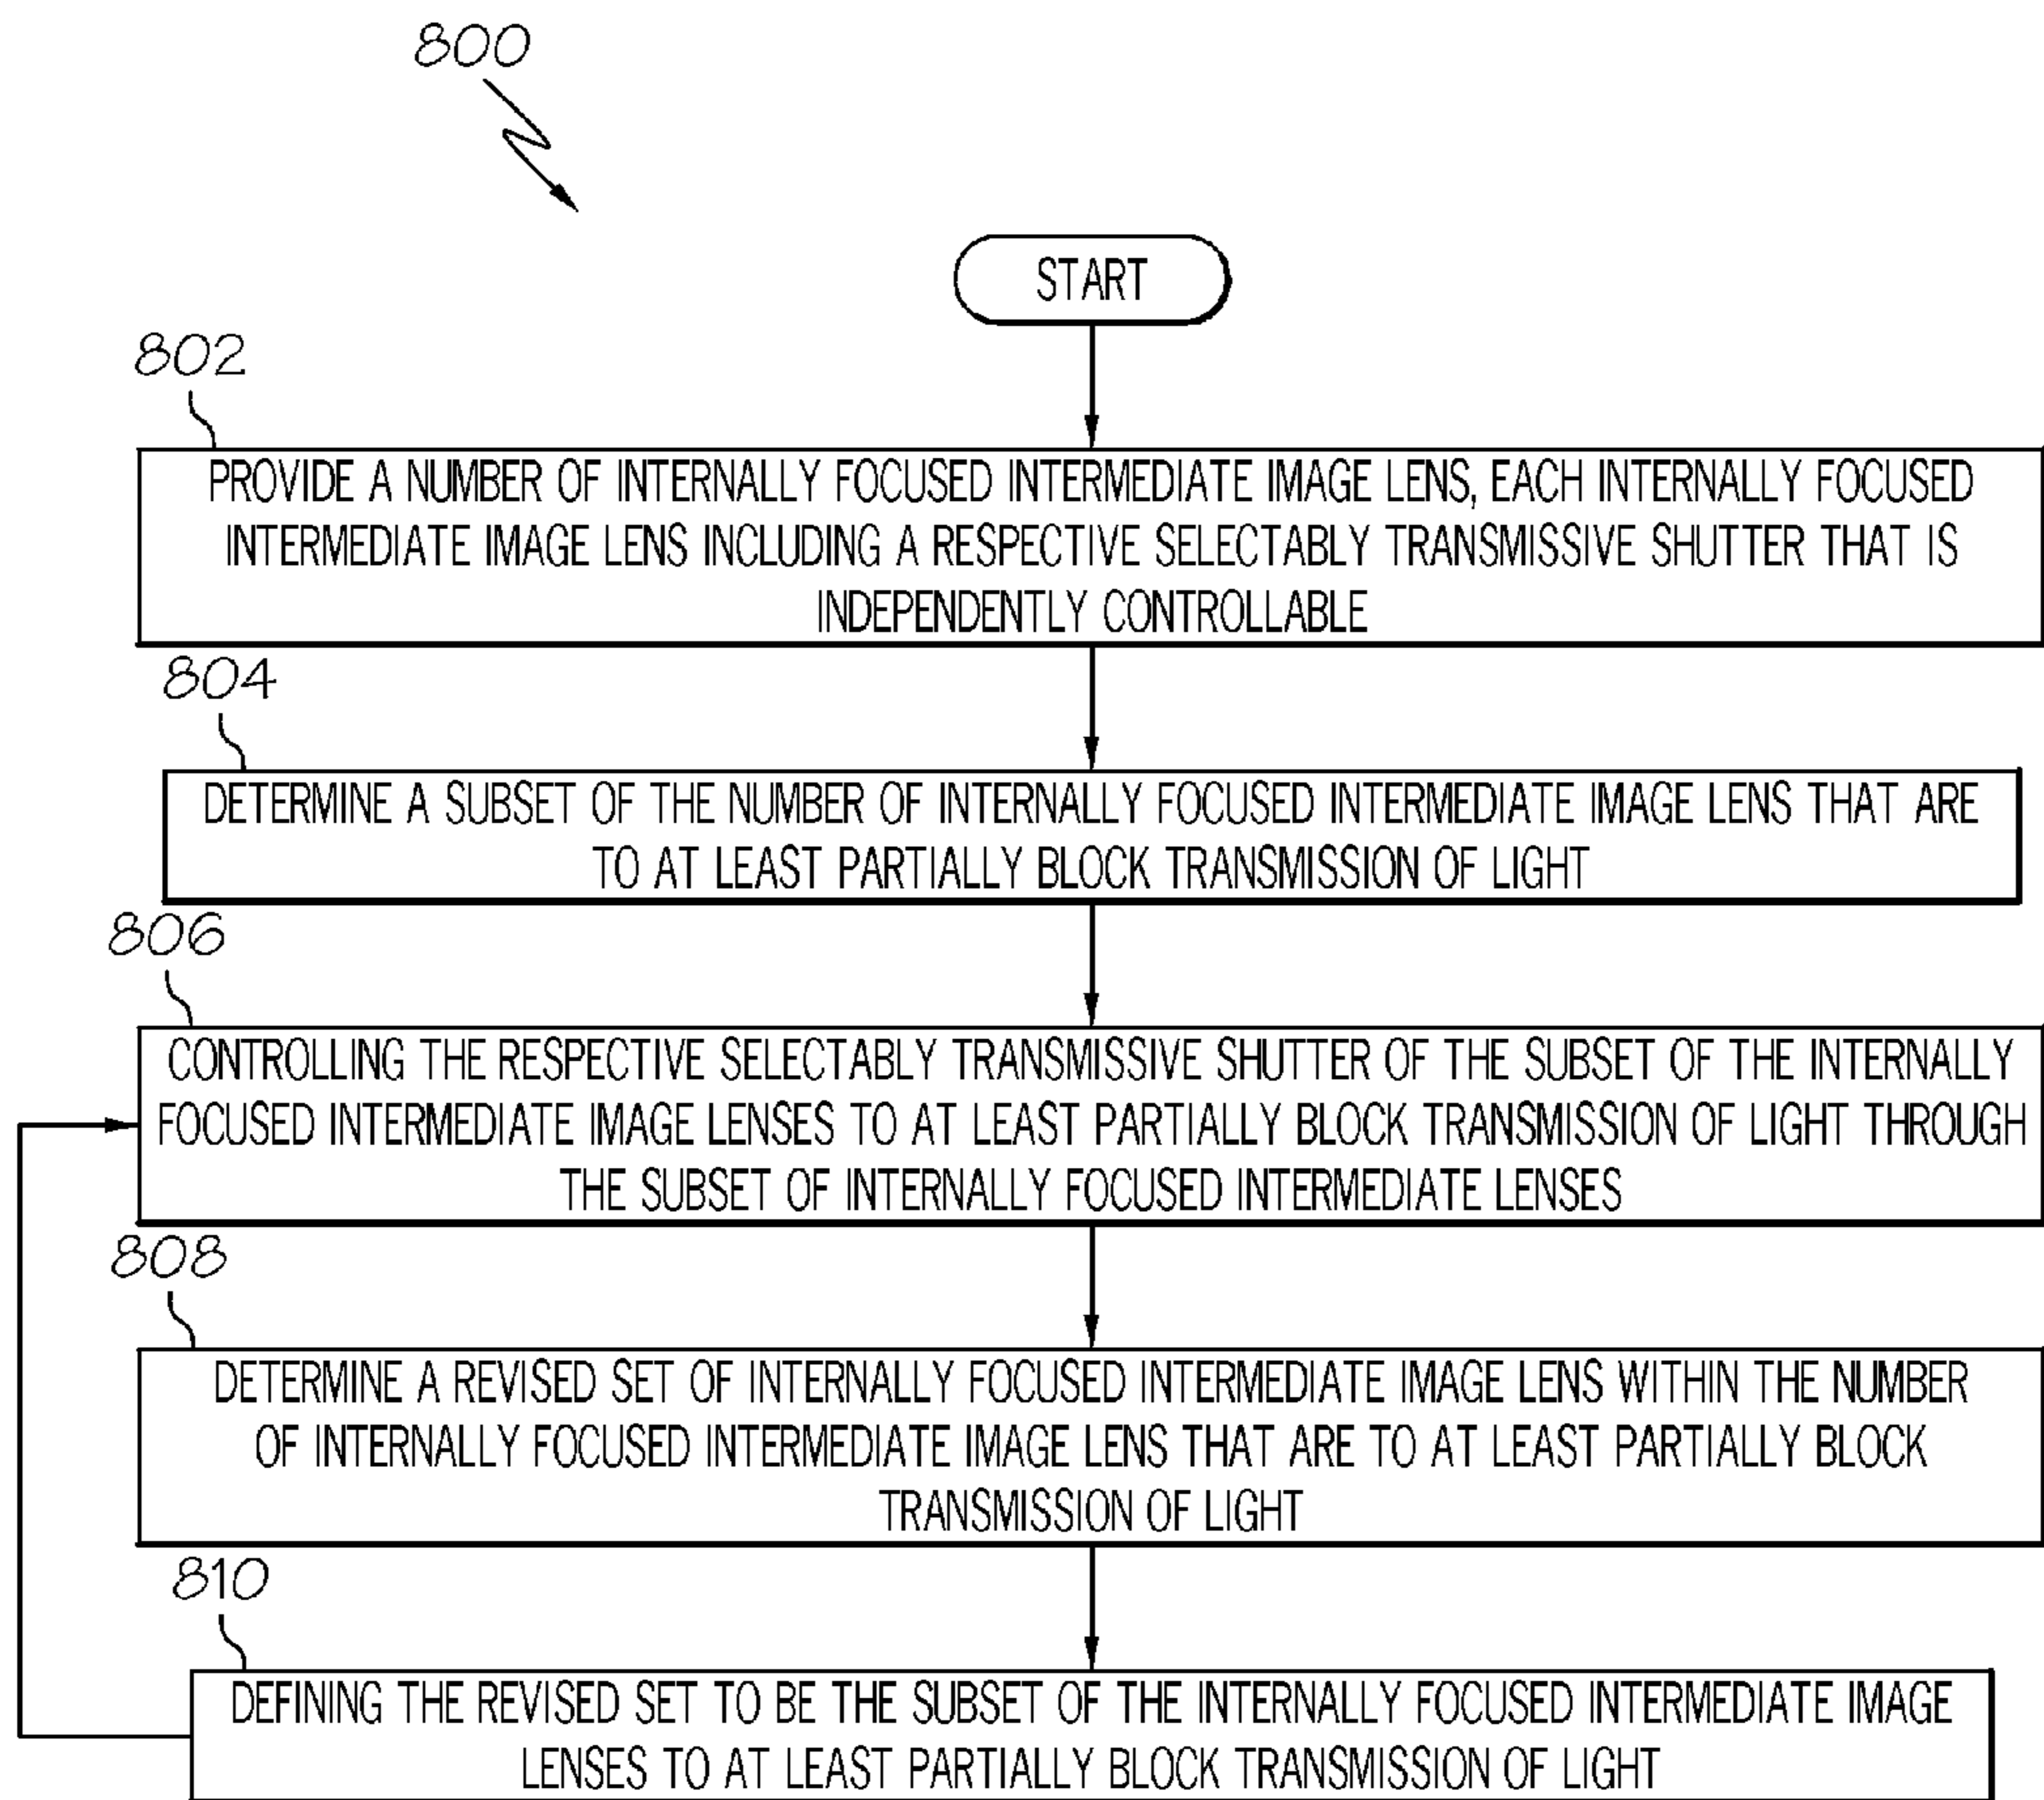 800
START
802
PROVIDE A NUMBER OF INTERNALLY FOCUSED INTERMEDIATE IMAGE LENS, EACH INTERNALLY FOCUSED
INTERMEDIATE IMAGE LENS INCLUDING A RESPECTIVE SELECTABLY TRANSMISSIVE SHUTTER THAT IS
INDEPENDENTLY CONTROLLABLE
804
DETERMINE A SUBSET OF THE NUMBER OF INTERNALLY FOCUSED INTERMEDIATE IMAGE LENS THAT ARE
TO AT LEAST PARTIALLY BLOCK TRANSMISSION OF LIGHT
806
CONTROLLING THE RESPECTIVE SELECTABLY TRANSMISSIVE SHUTTER OF THE SUBSET OF THE INTERNALLY
FOCUSED INTERMEDIATE IMAGE LENSES TO AT LEAST PARTIALLY BLOCK TRANSMISSION OF LIGHT THROUGH
THE SUBSET OF INTERNALLY FOCUSED INTERMEDIATE LENSES
808
DETERMINE A REVISED SET OF INTERNALLY FOCUSED INTERMEDIATE IMAGE LENS WITHIN THE NUMBER
OF INTERNALLY FOCUSED INTERMEDIATE IMAGE LENS THAT ARE TO AT LEAST PARTIALLY BLOCK
TRANSMISSION OF LIGHT
810
DEFINING THE REVISED SET TO BE THE SUBSET OF THE INTERNALLY FOCUSED INTERMEDIATE IMAGE
LENSES TO AT LEAST PARTIALLY BLOCK TRANSMISSION OF LIGHT